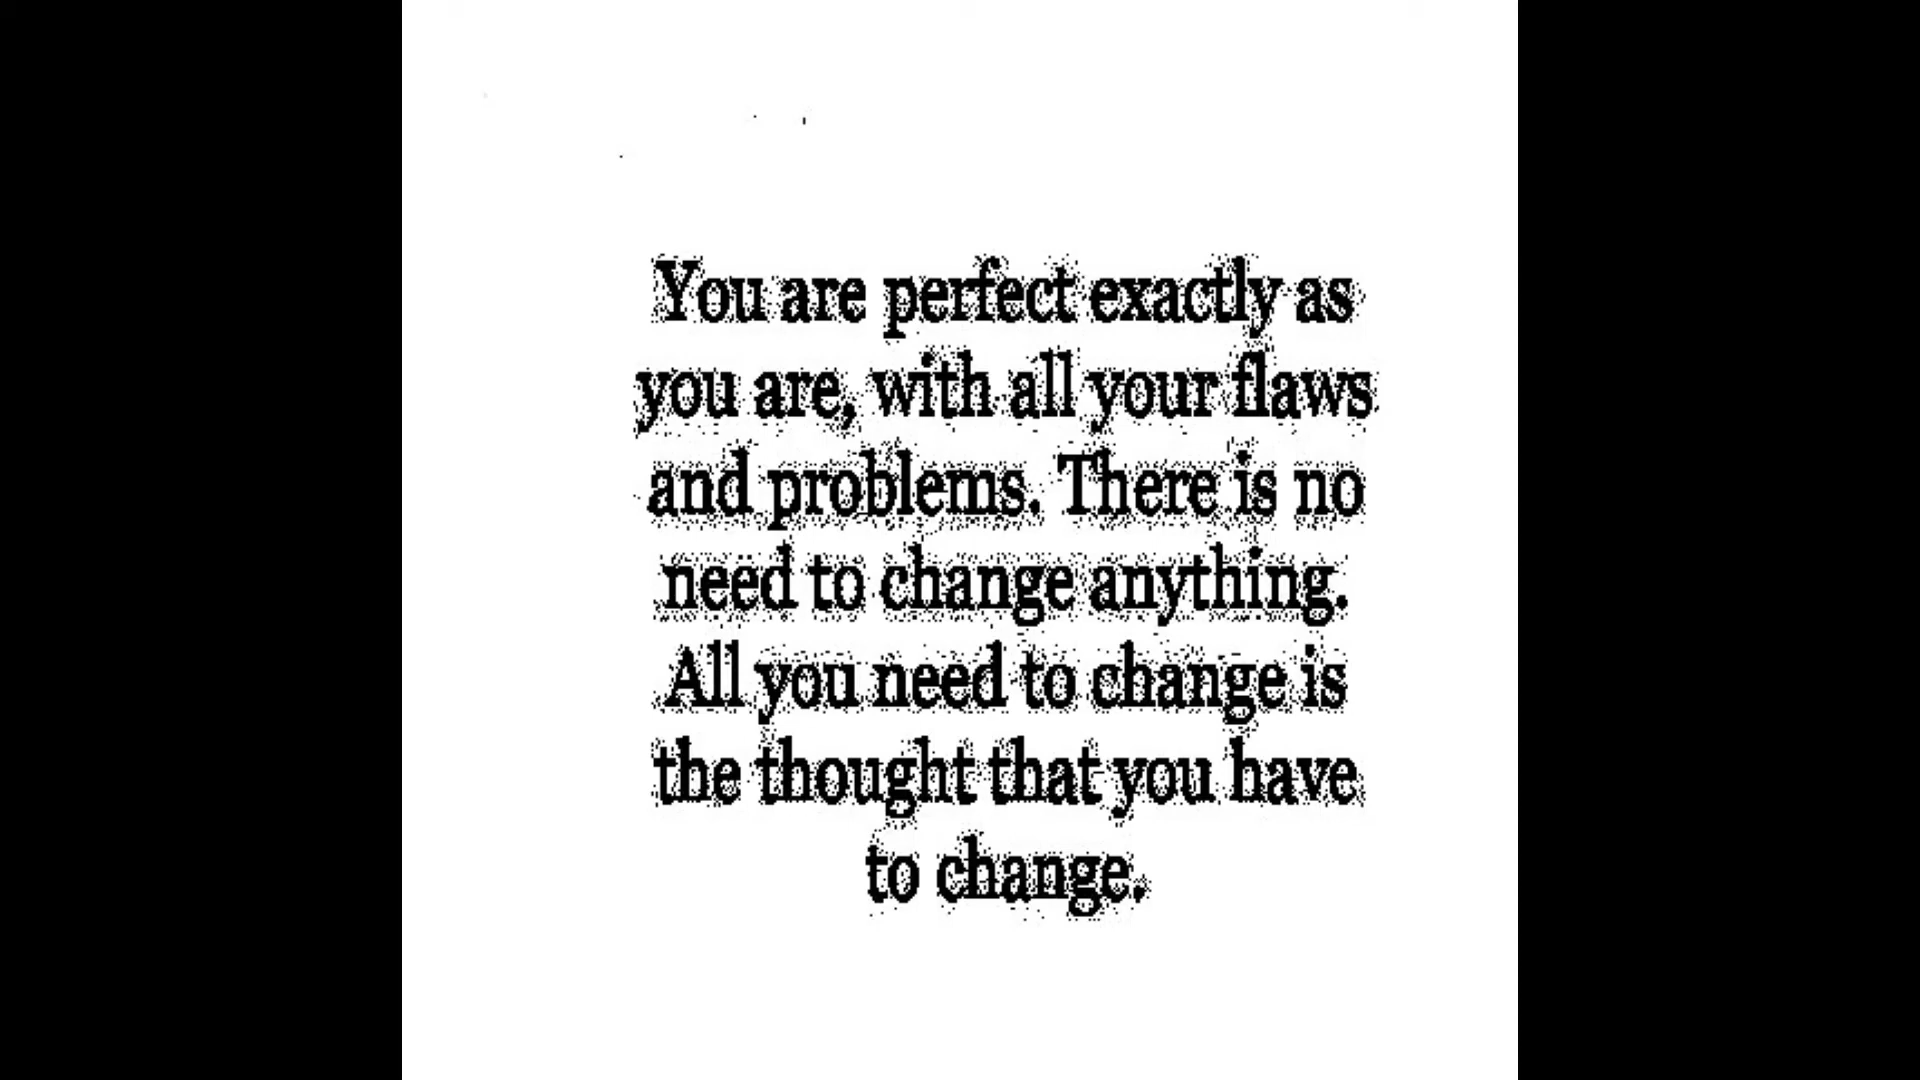 You are perfect exactly as
you are, with all your flaws
and problems. There is no
need to change anything.
All you need to change is
the thought that you have
to change.